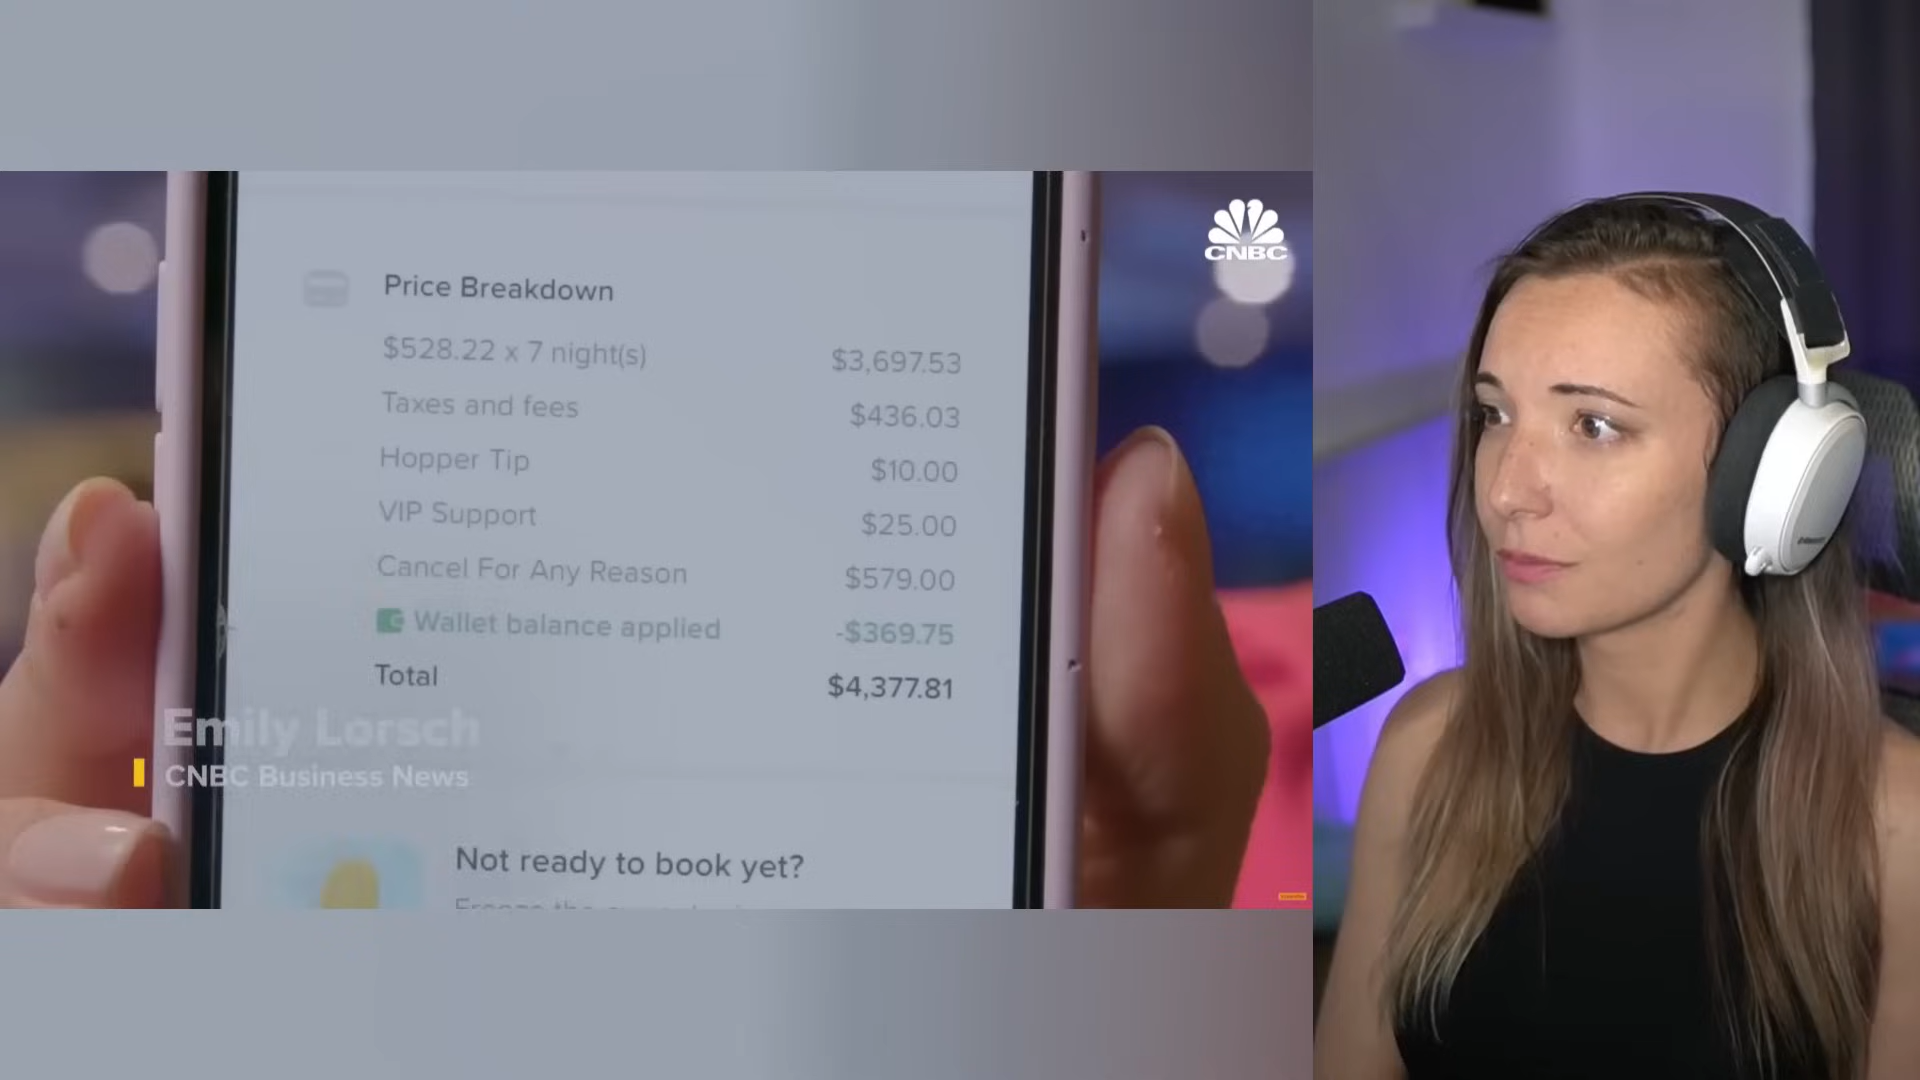 CNBC
Price Breakdown
$528.22 x 7 night(s) $3,697.53
Taxes and fees $436.03
Hopper Tip $10.00
VIP Support $25.00
Cancel For Any Reason $579.00
Wallet balance applied -$369.75
Total $4,377.81
Emily Lorsch
CNBC Business News
Not ready to book yet?